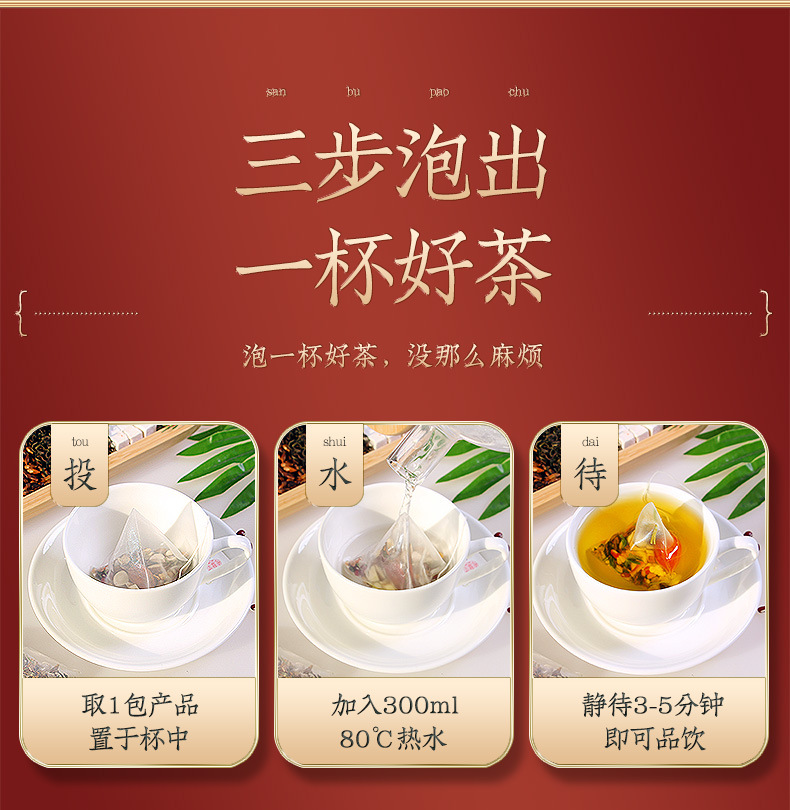 san bu pao chu
三步泡出
一杯好茶
泡一杯好茶，没那么麻烦
tou
投
取1包产品
置于杯中
shui
水
加入300ml
80℃热水
dai
待
静待3-5分钟
即可品饮